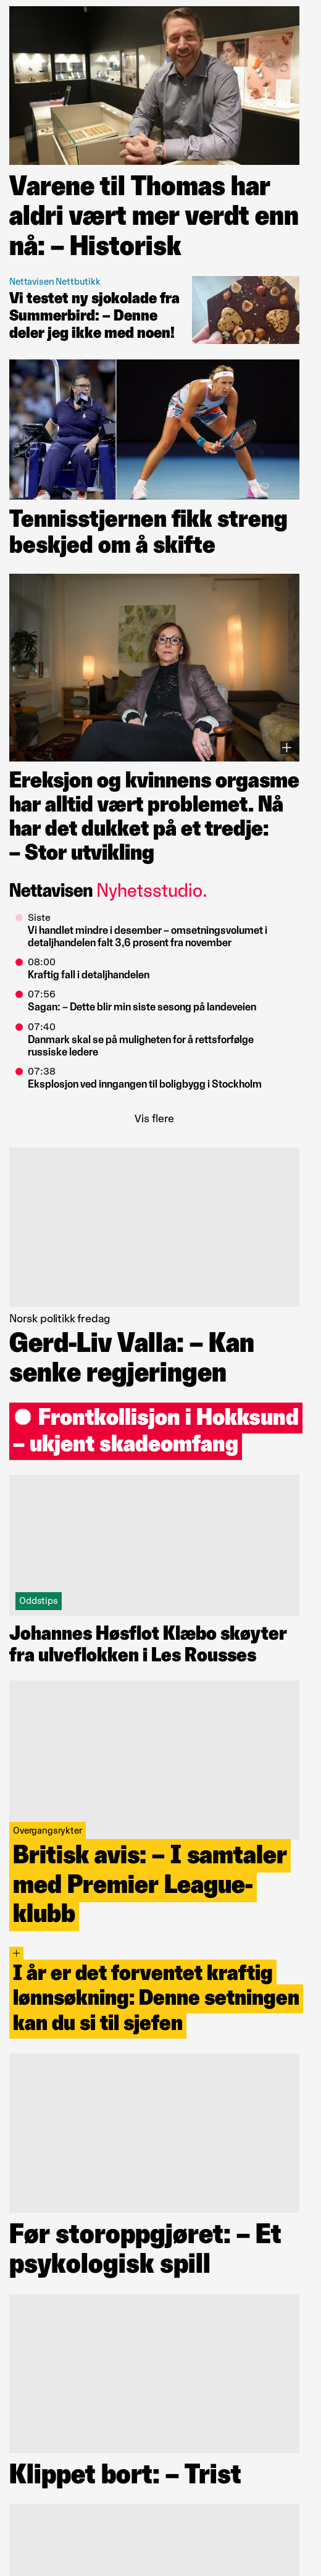 Varene til Thomas har
aldri vært mer verdt enn
nå: – Historisk
Nettavisen Nettbutikk
Vi testet ny sjokolade fra
Summerbird: – Denne
deler jeg ikke med noen!
Tennisstjernen fikk streng
beskjed om å skifte
Ereksjon og kvinnens orgasme
har alltid vært problemet. Nå
har det dukket på et tredje:
– Stor utvikling
Nettavisen Nyhetsstudio.
Siste
Vi handlet mindre i desember – omsetningsvolumet i
detaljhandelen falt 3,6 prosent fra november
08:00
Kraftig fall i detaljhandelen
07:56
Sagan: – Dette blir min siste sesong på landeveien
07:40
Danmark skal se på muligheten for å rettsforfølge
russiske ledere
07:38
Eksplosjon ved inngangen til boligbygg i Stockholm
Vis flere
Norsk politikk fredag
Gerd-Liv Valla: – Kan
senke regjeringen
Frontkollisjon i Hokksund
– ukjent skadeomfang
Oddstips
Johannes Høsflot Klæbo skøyter
fra ulveflokken i Les Rousses
Overgangsrykter
Britisk avis: – I samtaler
med Premier League-
klubb
I år er det forventet kraftig
lønnsøkning: Denne setningen
kan du si til sjefen
Før storoppgjøret: – Et
psykologisk spill
Klippet bort: – Trist